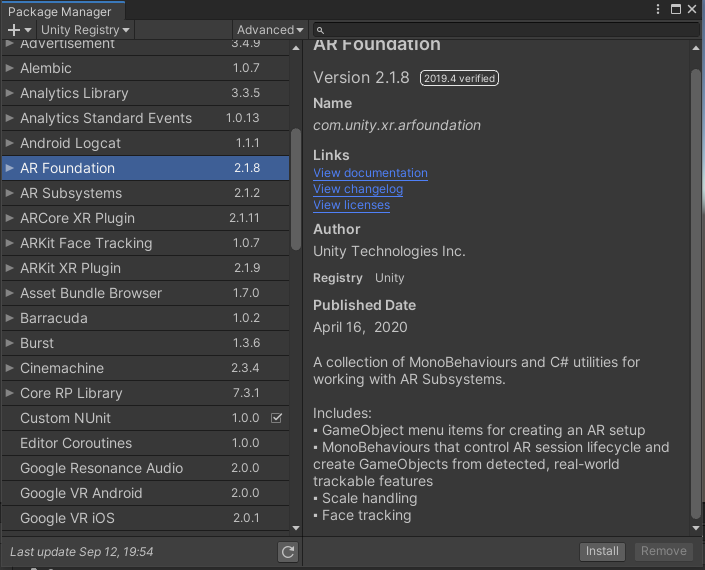 Package Manager
Unity Registry
Advanced
Advertisement 3.4.9
Alembic 1.0.7
Analytics Library 3.3.5
Analytics Standard Events 1.0.13
Android Logcat 1.1.1
AR Foundation 2.1.8
AR Subsystems 2.1.2
ARCore XR Plugin 2.1.11
ARKit Face Tracking 1.0.7
ARKit XR Plugin 2.1.9
Asset Bundle Browser 1.7.0
Barracuda 1.0.2
Burst 1.3.6
Cinemachine 2.3.4
Core RP Library 7.3.1
Custom NUnit 1.0.0
Editor Coroutines 1.0.0
Google Resonance Audio 2.0.0
Google VR Android 2.0.0
Google VR iOS 2.0.1
Last update Sep 12, 19:54
AR Foundation
Version 2.1.8 2019.4 verified
Name
com.unity.xr.arfoundation
Links
View documentation
View changelog
View licenses
Author
Unity Technologies Inc.
Registry Unity
Published Date
April 16, 2020
A collection of MonoBehaviours and C# utilities for
working with AR Subsystems.
Includes:
▪ GameObject menu items for creating an AR setup
▪ MonoBehaviours that control AR session lifecycle and
create GameObjects from detected, real-world
trackable features
▪ Scale handling
▪ Face tracking
Install
Remove